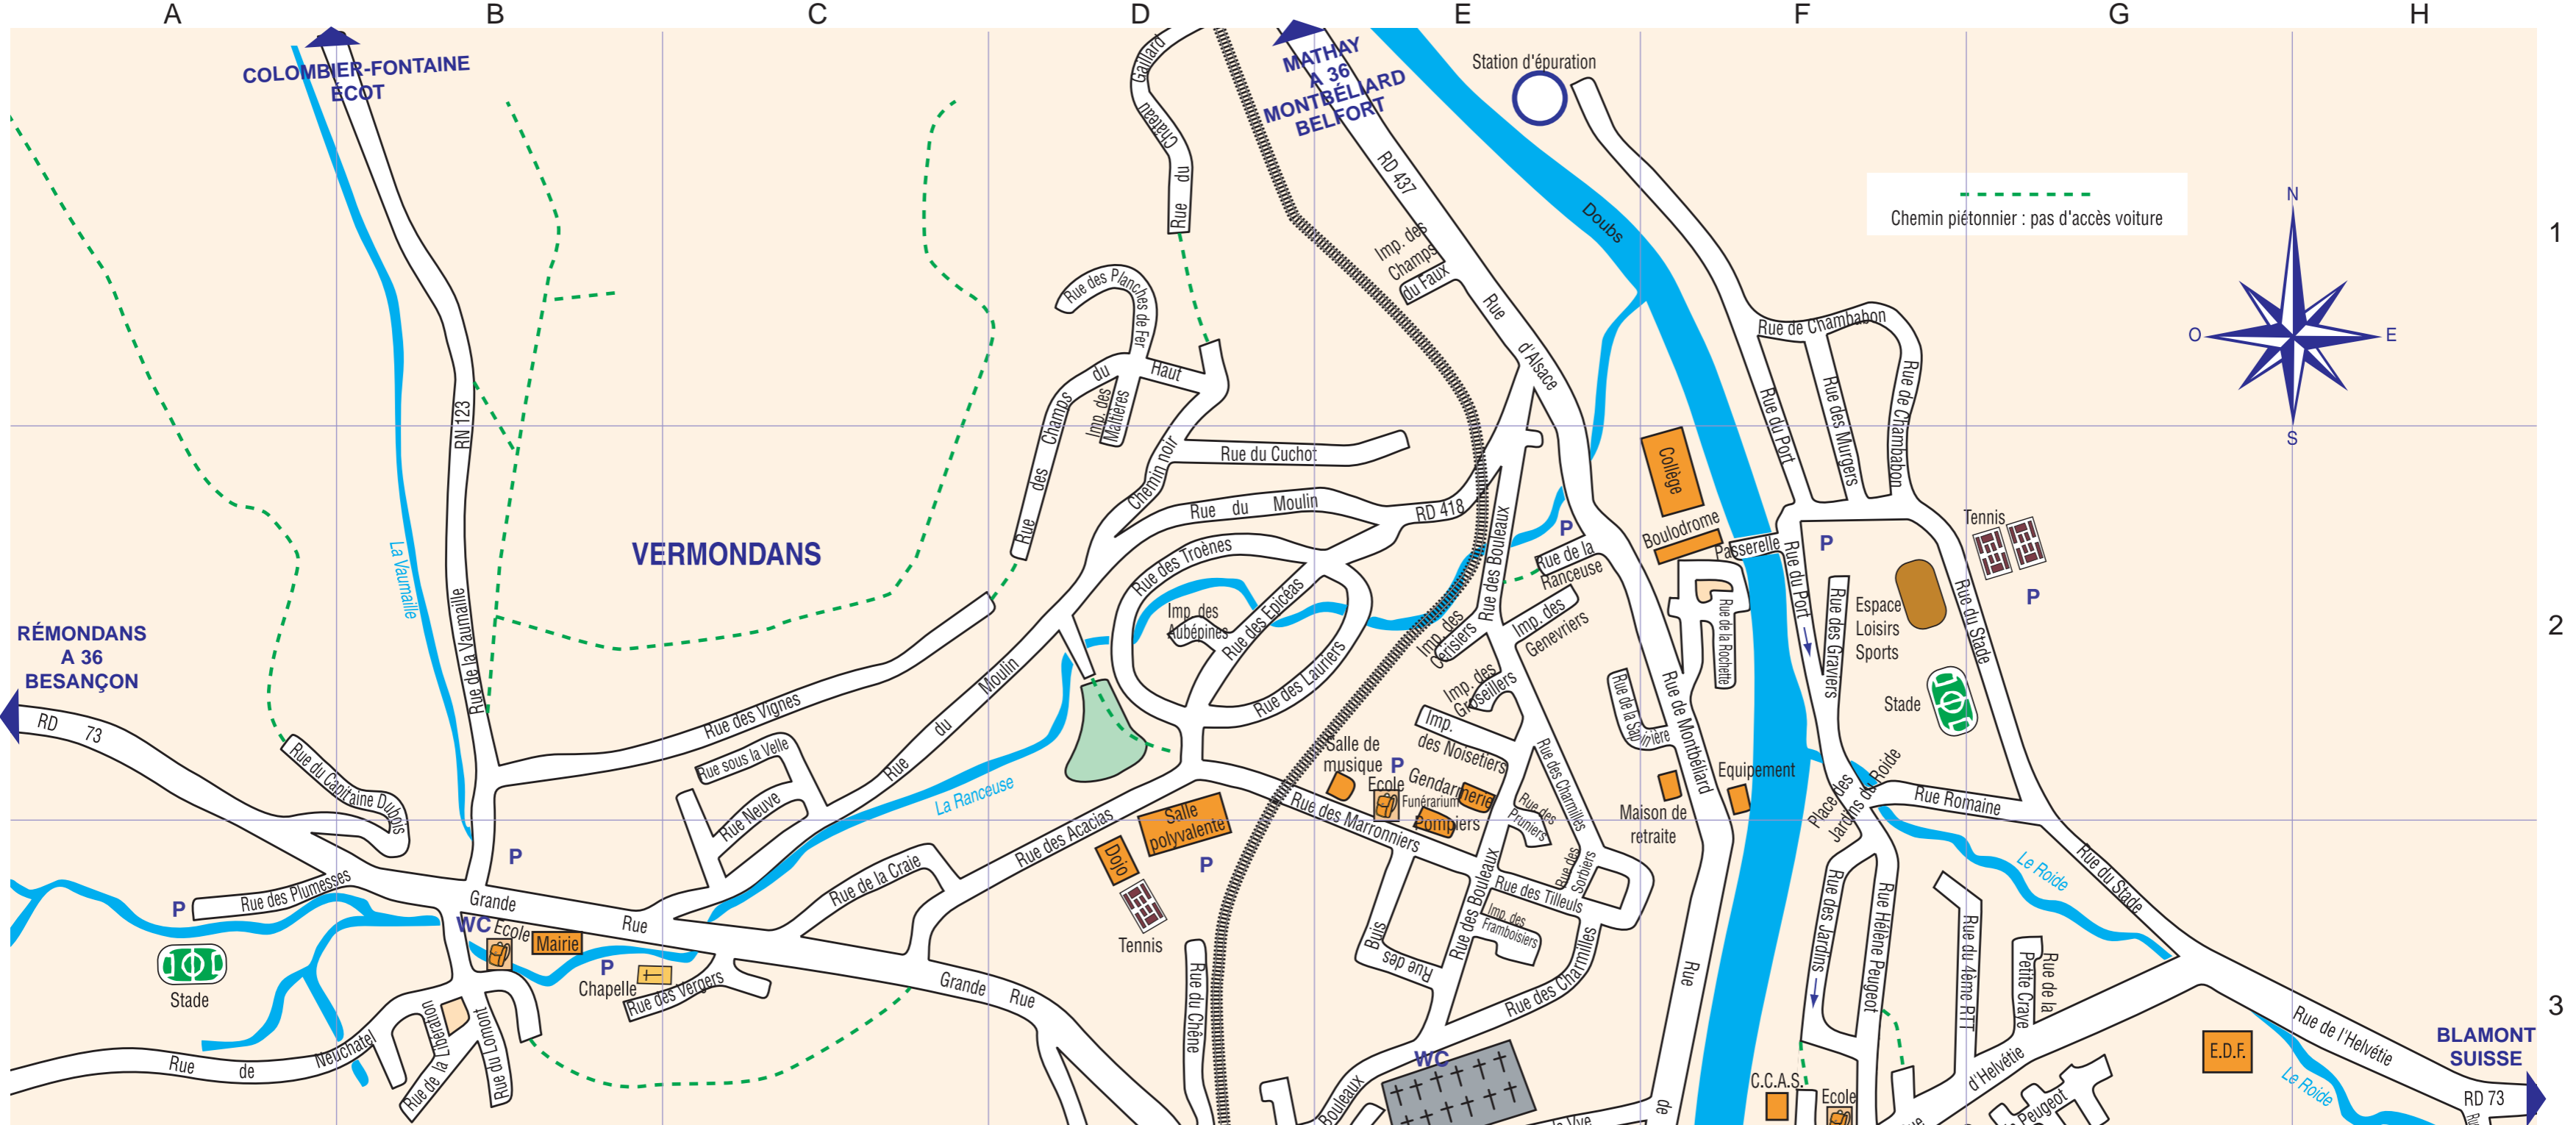 A B C D E F G H
1
2
3
COLOMBIER-FONTAINE
ÉCOT
MATHAY
A 36
MONTBÉLIARD
BELFORT
Station d'épuration
Chemin piétonnier : pas d'accès voiture
N
O
E
S
Rue du Chateau Gaillard
RD 437
Doubs
Imp. des
Champs
du Faux
Rue d'Alsace
Rue des Planches de Fer
Rue des Champs du Haut
Imp. des
Maltières
RN 123
Rue de Chambabon
Rue de Chambabon
Rue des Murgers
Rue du Port
Chemin noir
Rue du Cuchot
Rue du Moulin
RD 418
Collège
Boulodrome
Passerelle
P
Tennis
P
La Vaumaille
VERMONDANS
Rue de la Vaumaille
Rue des Troènes
Imp. des
Aubépines
Rue des Epicéas
Rue des Lauriers
Rue des Bouleaux
P
Rue de la
Ranceuse
Imp. des
Genevriers
Imp. des
Cerisiers
Imp. des
Groseillers
Imp.
des Noisetiers
Rue de la Rochette
Rue du Port
Rue des Graviers
Espace
Loisirs
Sports
Stade
Rue du Stade
RÉMONDANS
A 36
BESANÇON
RD 73
Rue du Capitaine Dubois
Rue des Vignes
Rue sous la Velle
Rue Neuve
Rue du Moulin
La Ranceuse
Rue de la Sapinière
Rue de Montbéliard
Rue des Charmilles
Salle de
musique
P
Ecole
Gendarmerie
Funérarium
Pompiers
Rue des
Pruniers
Maison de
retraite
Equipement
Place des
Jardins du Roide
Rue Romaine
Le Roide
Rue du Stade
Rue des Marronniers
Rue des Acacias
Salle
polyvalente
Dojo
P
Tennis
Rue de la Craie
P
Grande Rue
Rue des Plumesses
P
Stade
WC
Ecole
Mairie
P
Chapelle
Rue des Vergers
Grande Rue
Rue du Chêne
Rue des Buis
Rue des Bouleaux
Rue des
Sorbiers
Rue des Tilleuls
Imp. des
Framboisiers
Rue des Charmilles
Rue de
Rue des Jardins
Rue Hélène Peugeot
Rue du 4ème RTT
Rue de la
Petite Craye
Rue de l'Helvétie
BLAMONT
SUISSE
RD 73
Rue de Neuchatel
Rue de la Libération
Rue du Lomont
WC
Bouleaux
C.C.A.S.
Ecole
d'Helvétie
Peugeot
E.D.F.
Le Roide